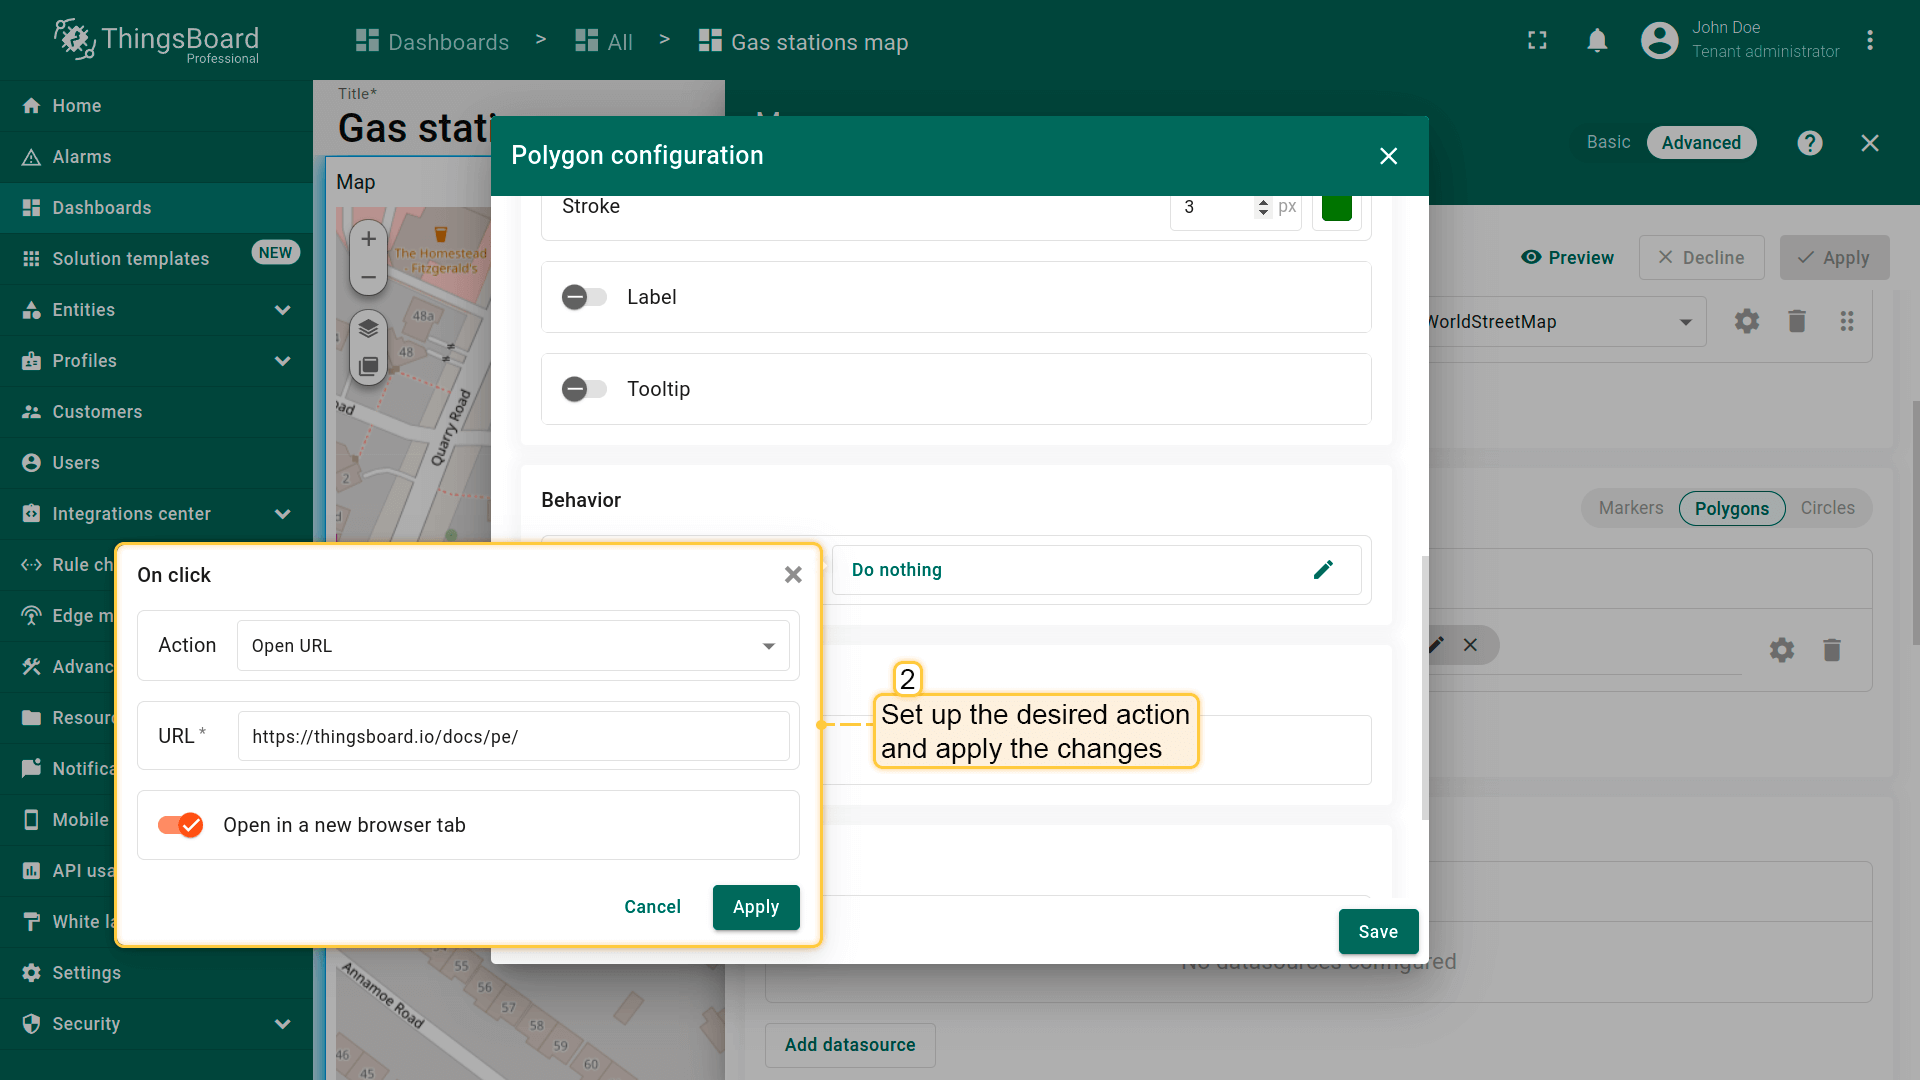 ThingsBoard
Professional
Dashboards > All > Gas stations map
John Doe
Tenant administrator
Home
Alarms
Dashboards
Solution templates NEW
Entities
Profiles
Customers
Users
Integrations center
Rule ch
Edge m
Advanc
Resour
Notifica
Mobile
API usa
White la
Settings
Security
Title*
Gas stati
Map
The Homestead
- Fitzgerald's
48a
48
Quarry Road
oad
2
Annamoe Road
55
56
57
58
59
60
46
45
Basic Advanced
Preview Decline Apply
WorldStreetMap
Markers Polygons Circles
No datasources configured
Add datasource
Polygon configuration
Stroke 3 px
Label
Tooltip
Behavior
Do nothing
Save
On click
Action Open URL
URL * https://thingsboard.io/docs/pe/
Open in a new browser tab
Cancel Apply
2
Set up the desired action
and apply the changes